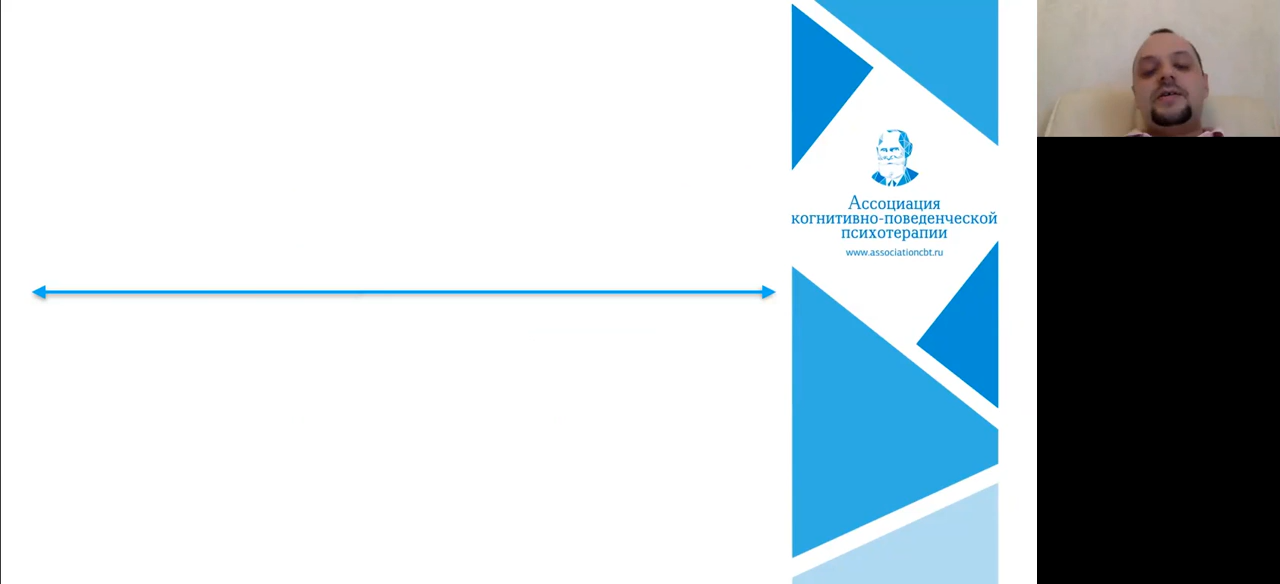 Ассоциация
когнитивно-поведенческой
психотерапии
www.associationcbt.ru